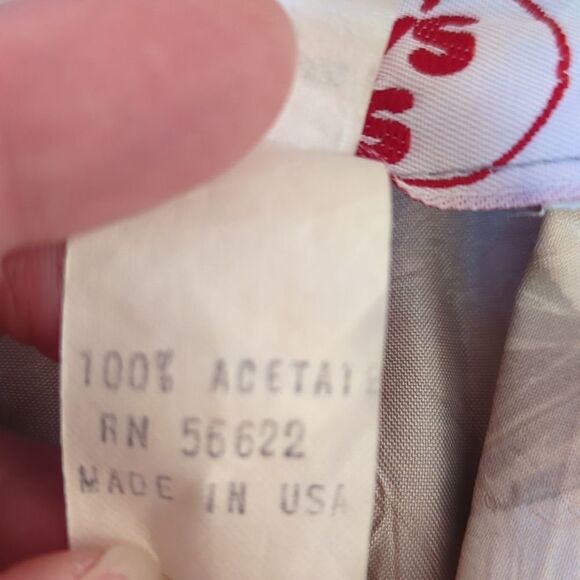 'S
S
100% ACETATE
RN 56622
MADE IN USA